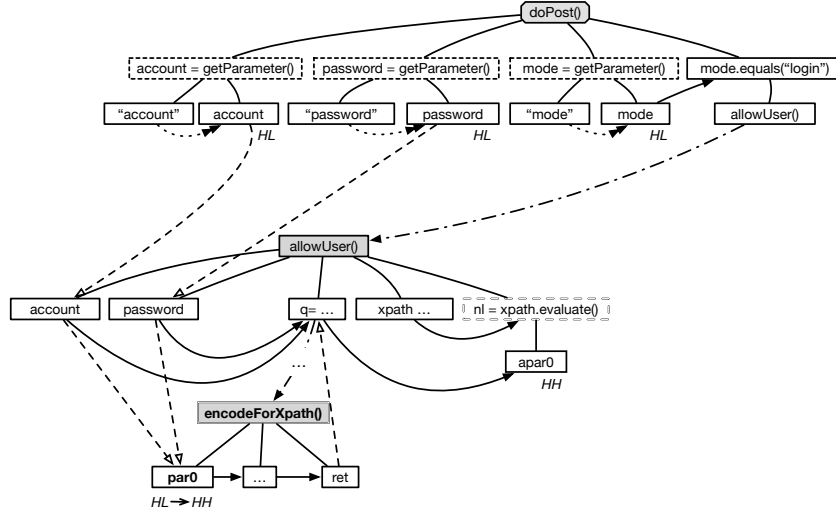 doPost()
account = getParameter()
password = getParameter()
mode = getParameter()
mode.equals(“login”)
“account”
account
“password”
password
“mode”
mode
allowUser()
HL
HL
HL
allowUser()
account
password
q= ...
xpath ...
nl = xpath.evaluate()
...
apar0
HH
encodeForXpath()
par0
...
ret
HL → HH